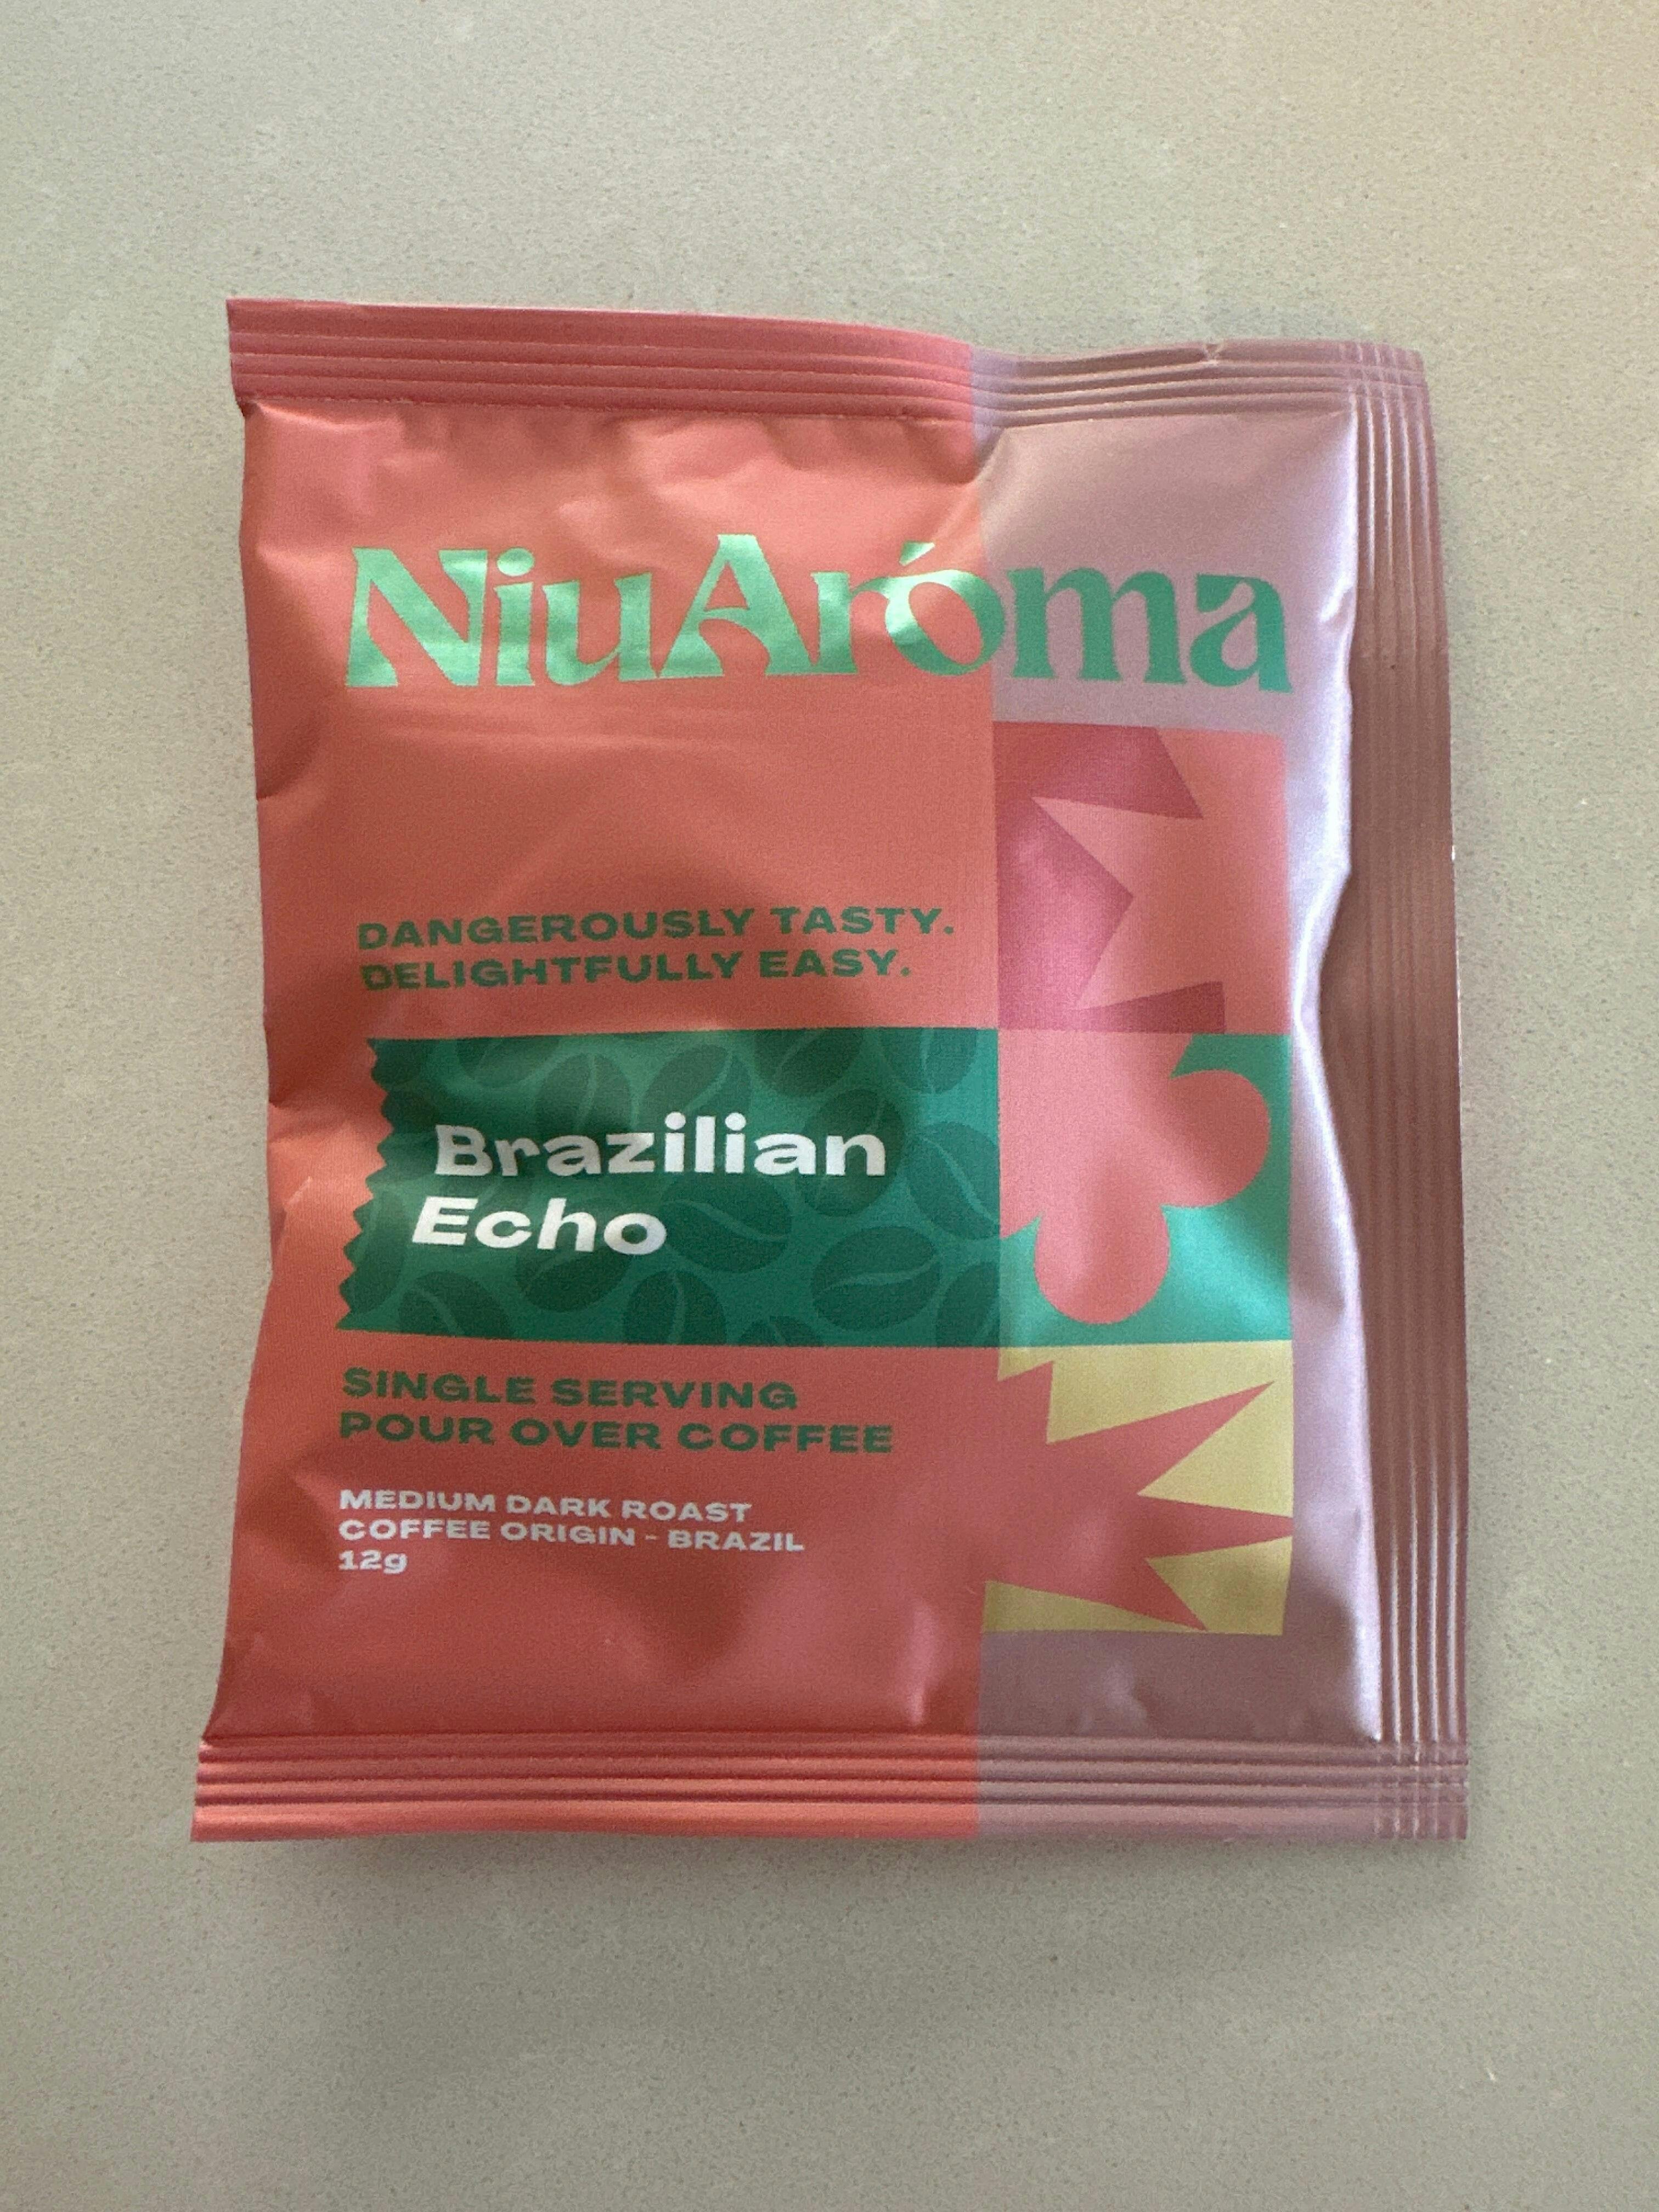 NiuAróma
DANGEROUSLY TASTY.
DELIGHTFULLY EASY.
Brazilian
Echo
SINGLE SERVING
POUR OVER COFFEE
MEDIUM DARK ROAST
COFFEE ORIGIN - BRAZIL
12g